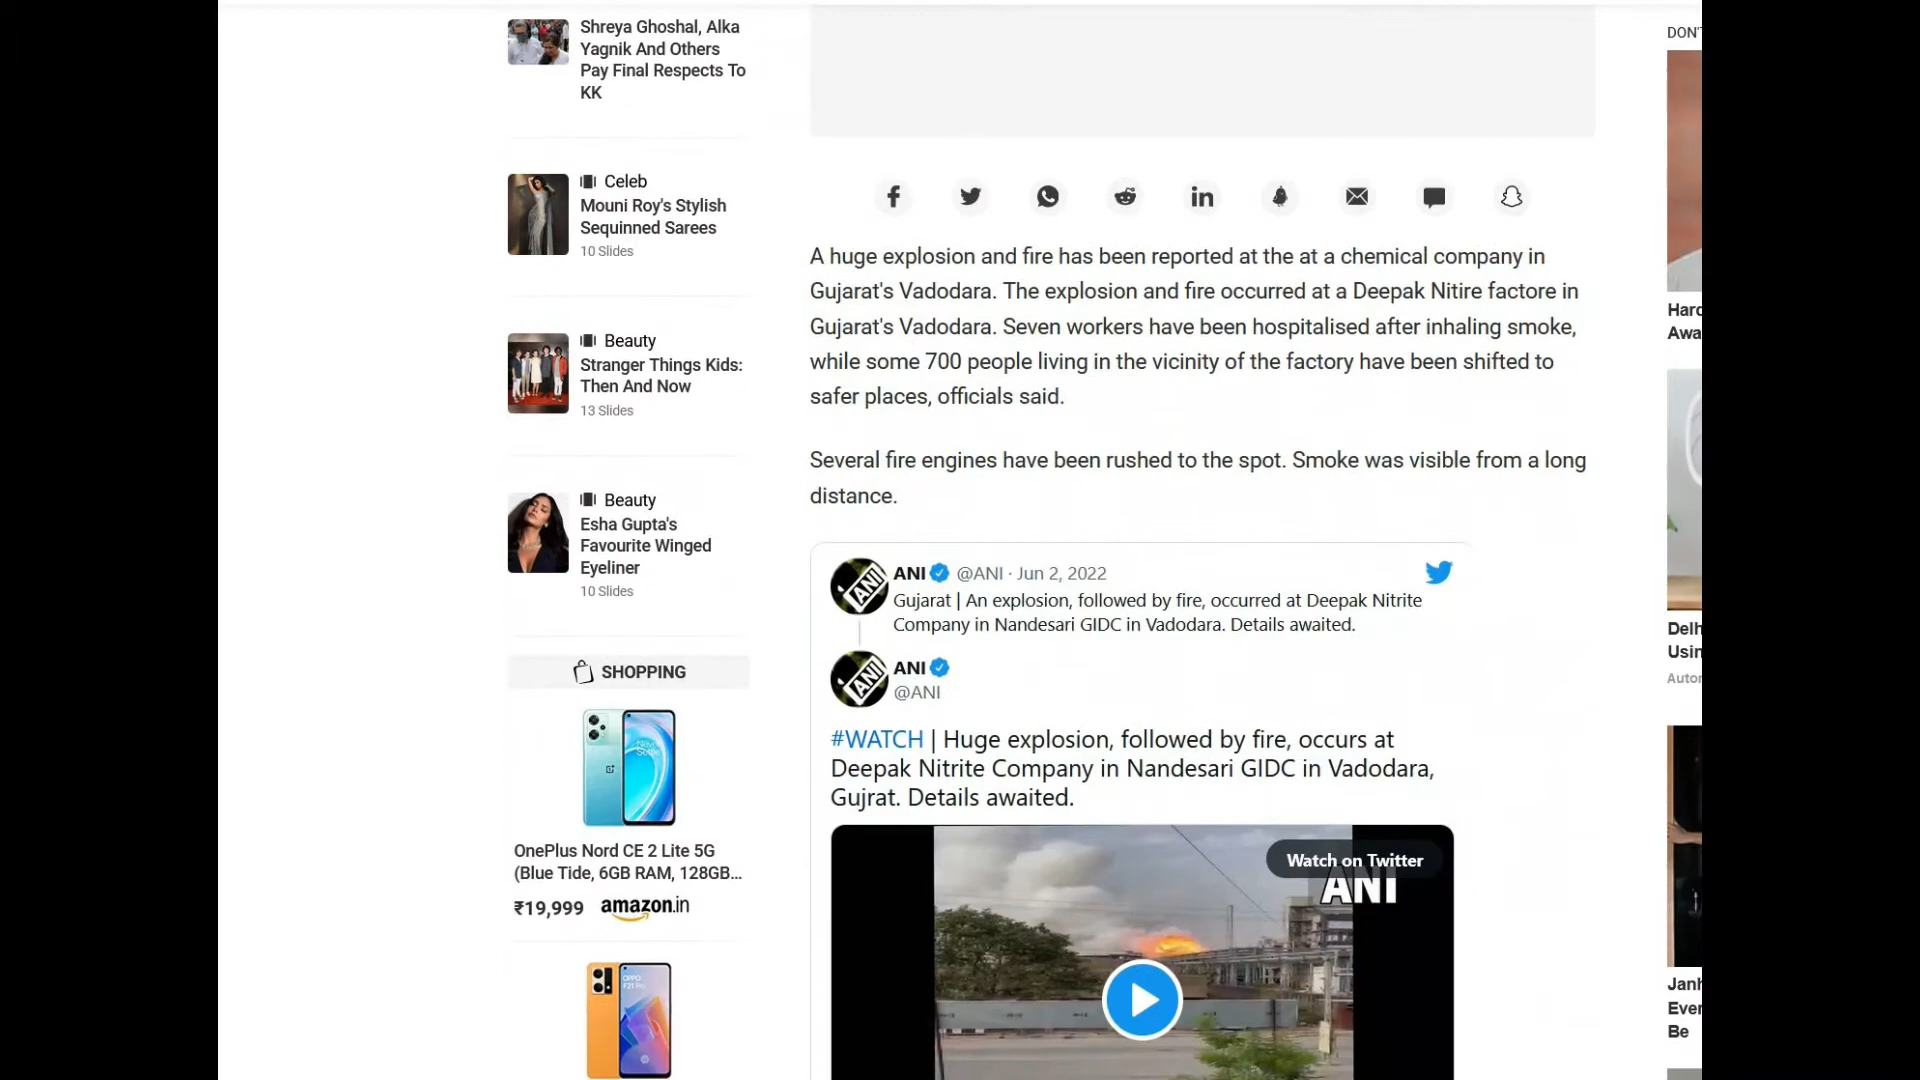 Shreya Ghoshal, Alka
Yagnik And Others
Pay Final Respects To
KK
Celeb
Mouni Roy's Stylish
Sequinned Sarees
10 Slides
Beauty
Stranger Things Kids:
Then And Now
13 Slides
Beauty
Esha Gupta's
Favourite Winged
Eyeliner
10 Slides
SHOPPING
OnePlus Nord CE 2 Lite 5G
(Blue Tide, 6GB RAM, 128GB...
₹19,999 amazon.in
OPPO
F21 Pro
A huge explosion and fire has been reported at the at a chemical company in
Gujarat's Vadodara. The explosion and fire occurred at a Deepak Nitire factore in
Gujarat's Vadodara. Seven workers have been hospitalised after inhaling smoke,
while some 700 people living in the vicinity of the factory have been shifted to
safer places, officials said.
Several fire engines have been rushed to the spot. Smoke was visible from a long
distance.
ANI @ANI · Jun 2, 2022
Gujarat | An explosion, followed by fire, occurred at Deepak Nitrite
Company in Nandesari GIDC in Vadodara. Details awaited.
ANI
ANI
@ANI
ANI
#WATCH | Huge explosion, followed by fire, occurs at
Deepak Nitrite Company in Nandesari GIDC in Vadodara,
Gujrat. Details awaited.
Watch on Twitter
ANI
DON'
Hard
Awa
Delh
Usin
Autor
Janh
Ever
Be